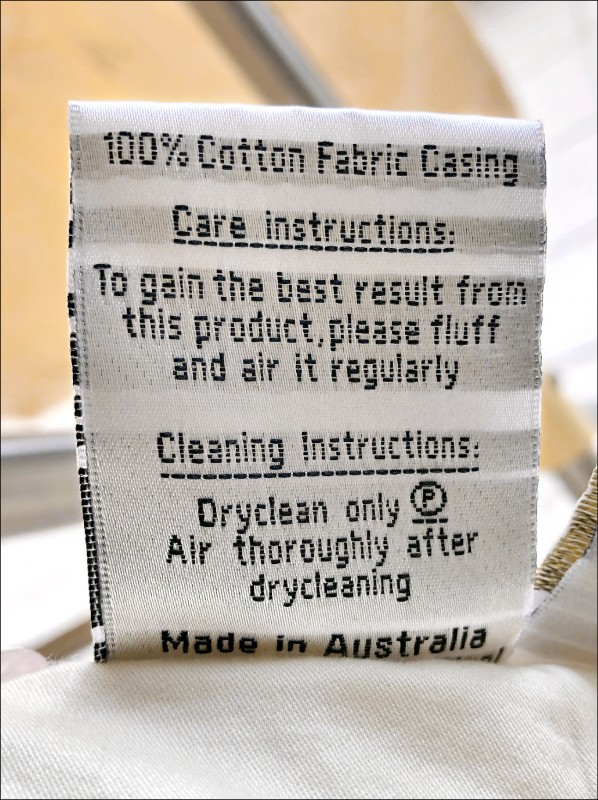 100% Cotton Fabric Casing
Care instructions:
To gain the best result from
this product, please fluff
and air it regularly
Cleaning Instructions:
Dryclean only Ⓟ
Air thoroughly after
drycleaning
Made in Australia